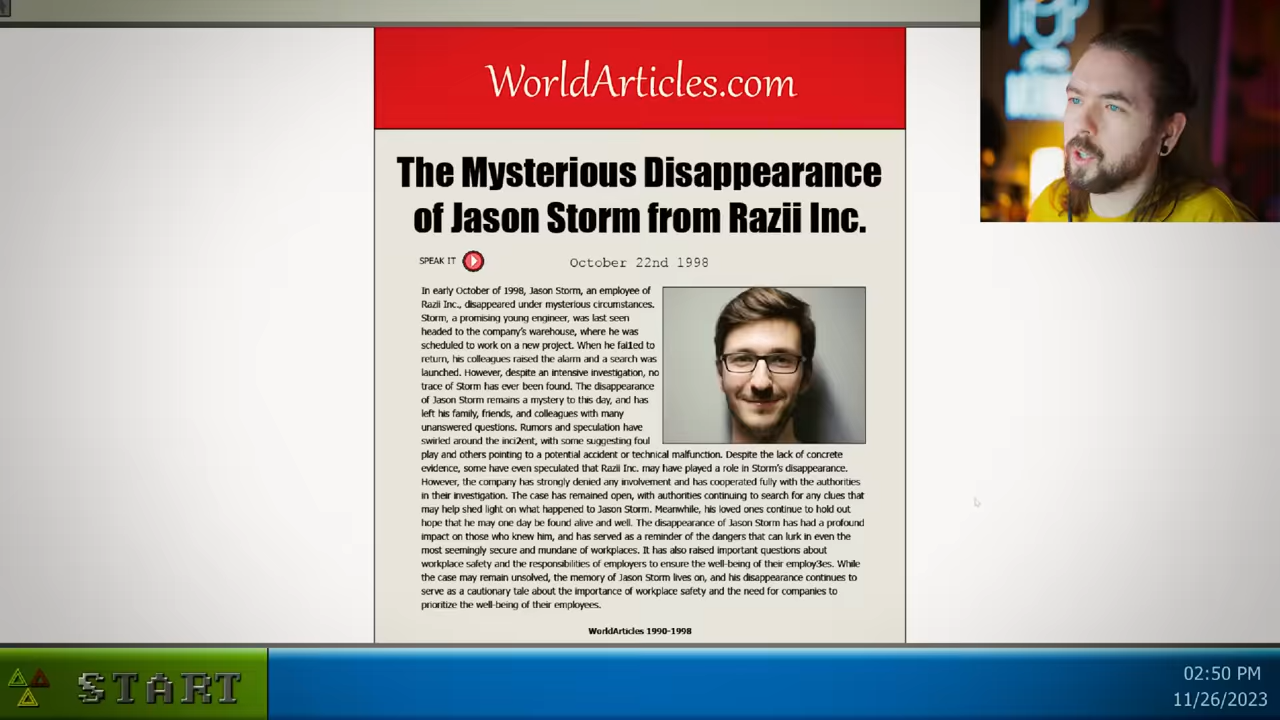 WorldArticles.com
The Mysterious Disappearance
of Jason Storm from Razii Inc.
SPEAK IT
October 22nd 1998
In early October of 1998, Jason Storm, an employee of
Razii Inc., disappeared under mysterious circumstances.
Storm, a promising young engineer, was last seen
headed to the company's warehouse, where he was
scheduled to work on a new project. When he fai1ed to
return, his colleagues raised the alarm and a search was
launched. However, despite an intensive investigation, no
trace of Storm has ever been found. The disappearance
of Jason Storm remains a mystery to this day, and has
left his family, friends, and colleagues with many
unanswered questions. Rumors and speculation have
swirled around the inci2ent, with some suggesting foul
play and others pointing to a potential accident or technical malfunction. Despite the lack of concrete
evidence, some have even speculated that Razii Inc. may have played a role in Storm's disappearance.
However, the company has strongly denied any involvement and has cooperated fully with the authorities
in their investigation. The case has remained open, with authorities continuing to search for any clues that
may help shed light on what happened to Jason Storm. Meanwhile, his loved ones continue to hold out
hope that he may one day be found alive and well. The disappearance of Jason Storm has had a profound
impact on those who knew him, and has served as a reminder of the dangers that can lurk in even the
most seemingly secure and mundane of workplaces. It has also raised important questions about
workplace safety and the responsibilities of employers to ensure the well-being of their employ3es. While
the case may remain unsolved, the memory of Jason Storm lives on, and his disappearance continues to
serve as a cautionary tale about the importance of workplace safety and the need for companies to
prioritize the well-being of their employees.
WorldArticles 1990-1998
START
02:50 PM
11/26/2023